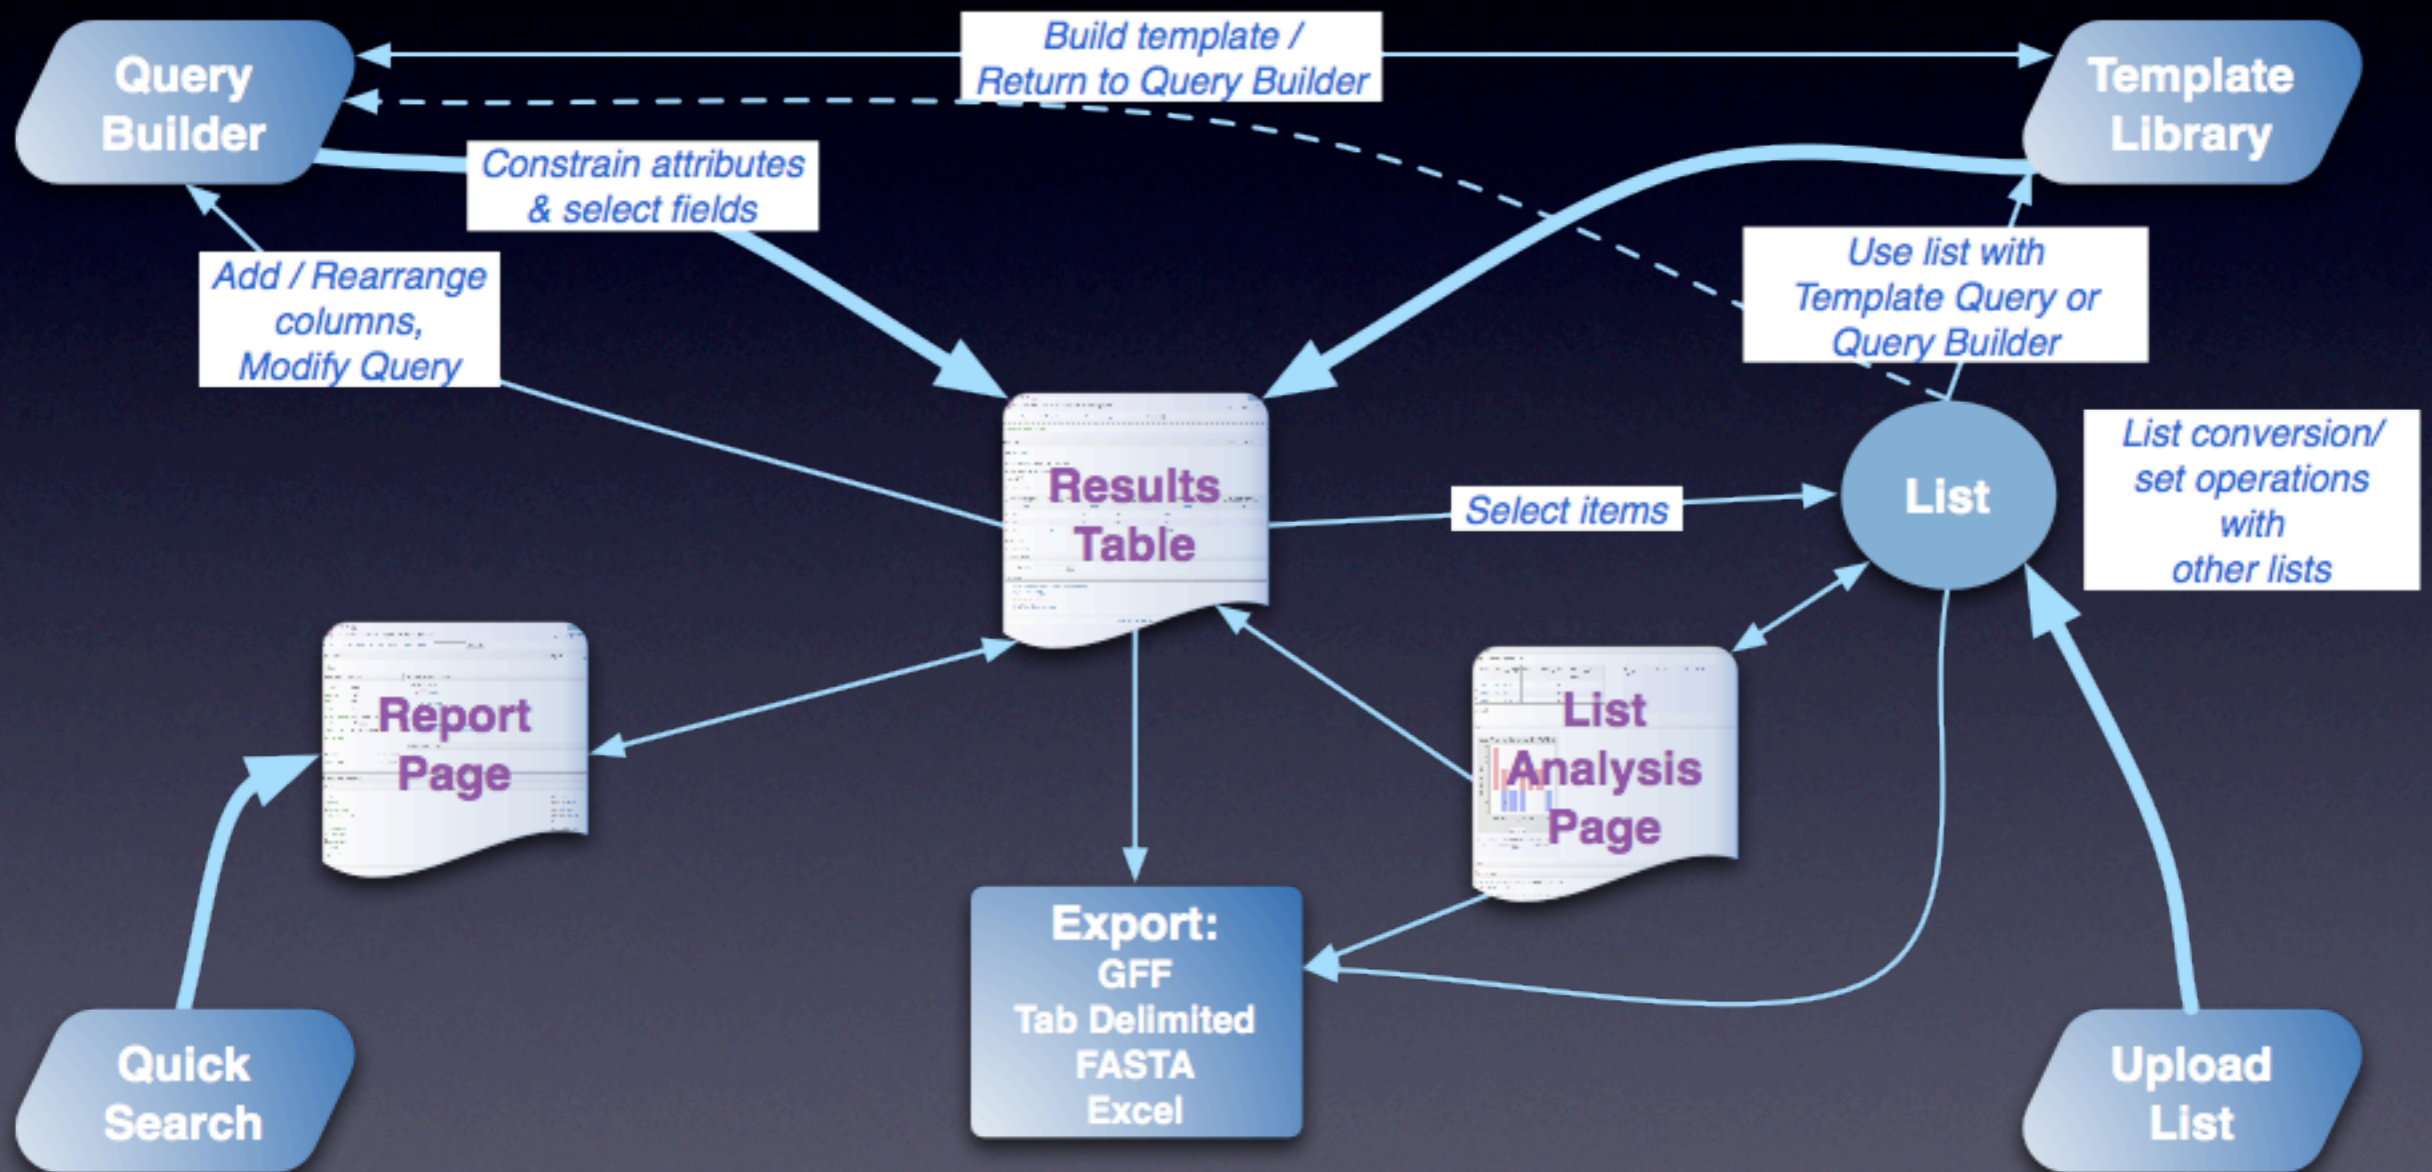 Query
Builder
Build template /
Return to Query Builder
Template
Library
Constrain attributes
& select fields
Add / Rearrange
columns,
Modify Query
Use list with
Template Query or
Query Builder
Results
Table
Select items
List
List conversion/
set operations
with
other lists
Report
Page
List
Analysis
Page
Export:
GFF
Tab Delimited
FASTA
Excel
Quick
Search
Upload
List